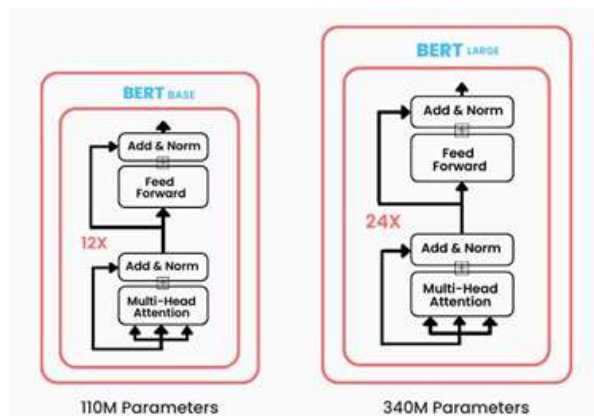 BERT BASE
Add & Norm
Feed
Forward
12X
Add & Norm
Multi-Head
Attention
110M Parameters
BERT LARGE
Add & Norm
Feed
Forward
24X
Add & Norm
Multi-Head
Attention
340M Parameters